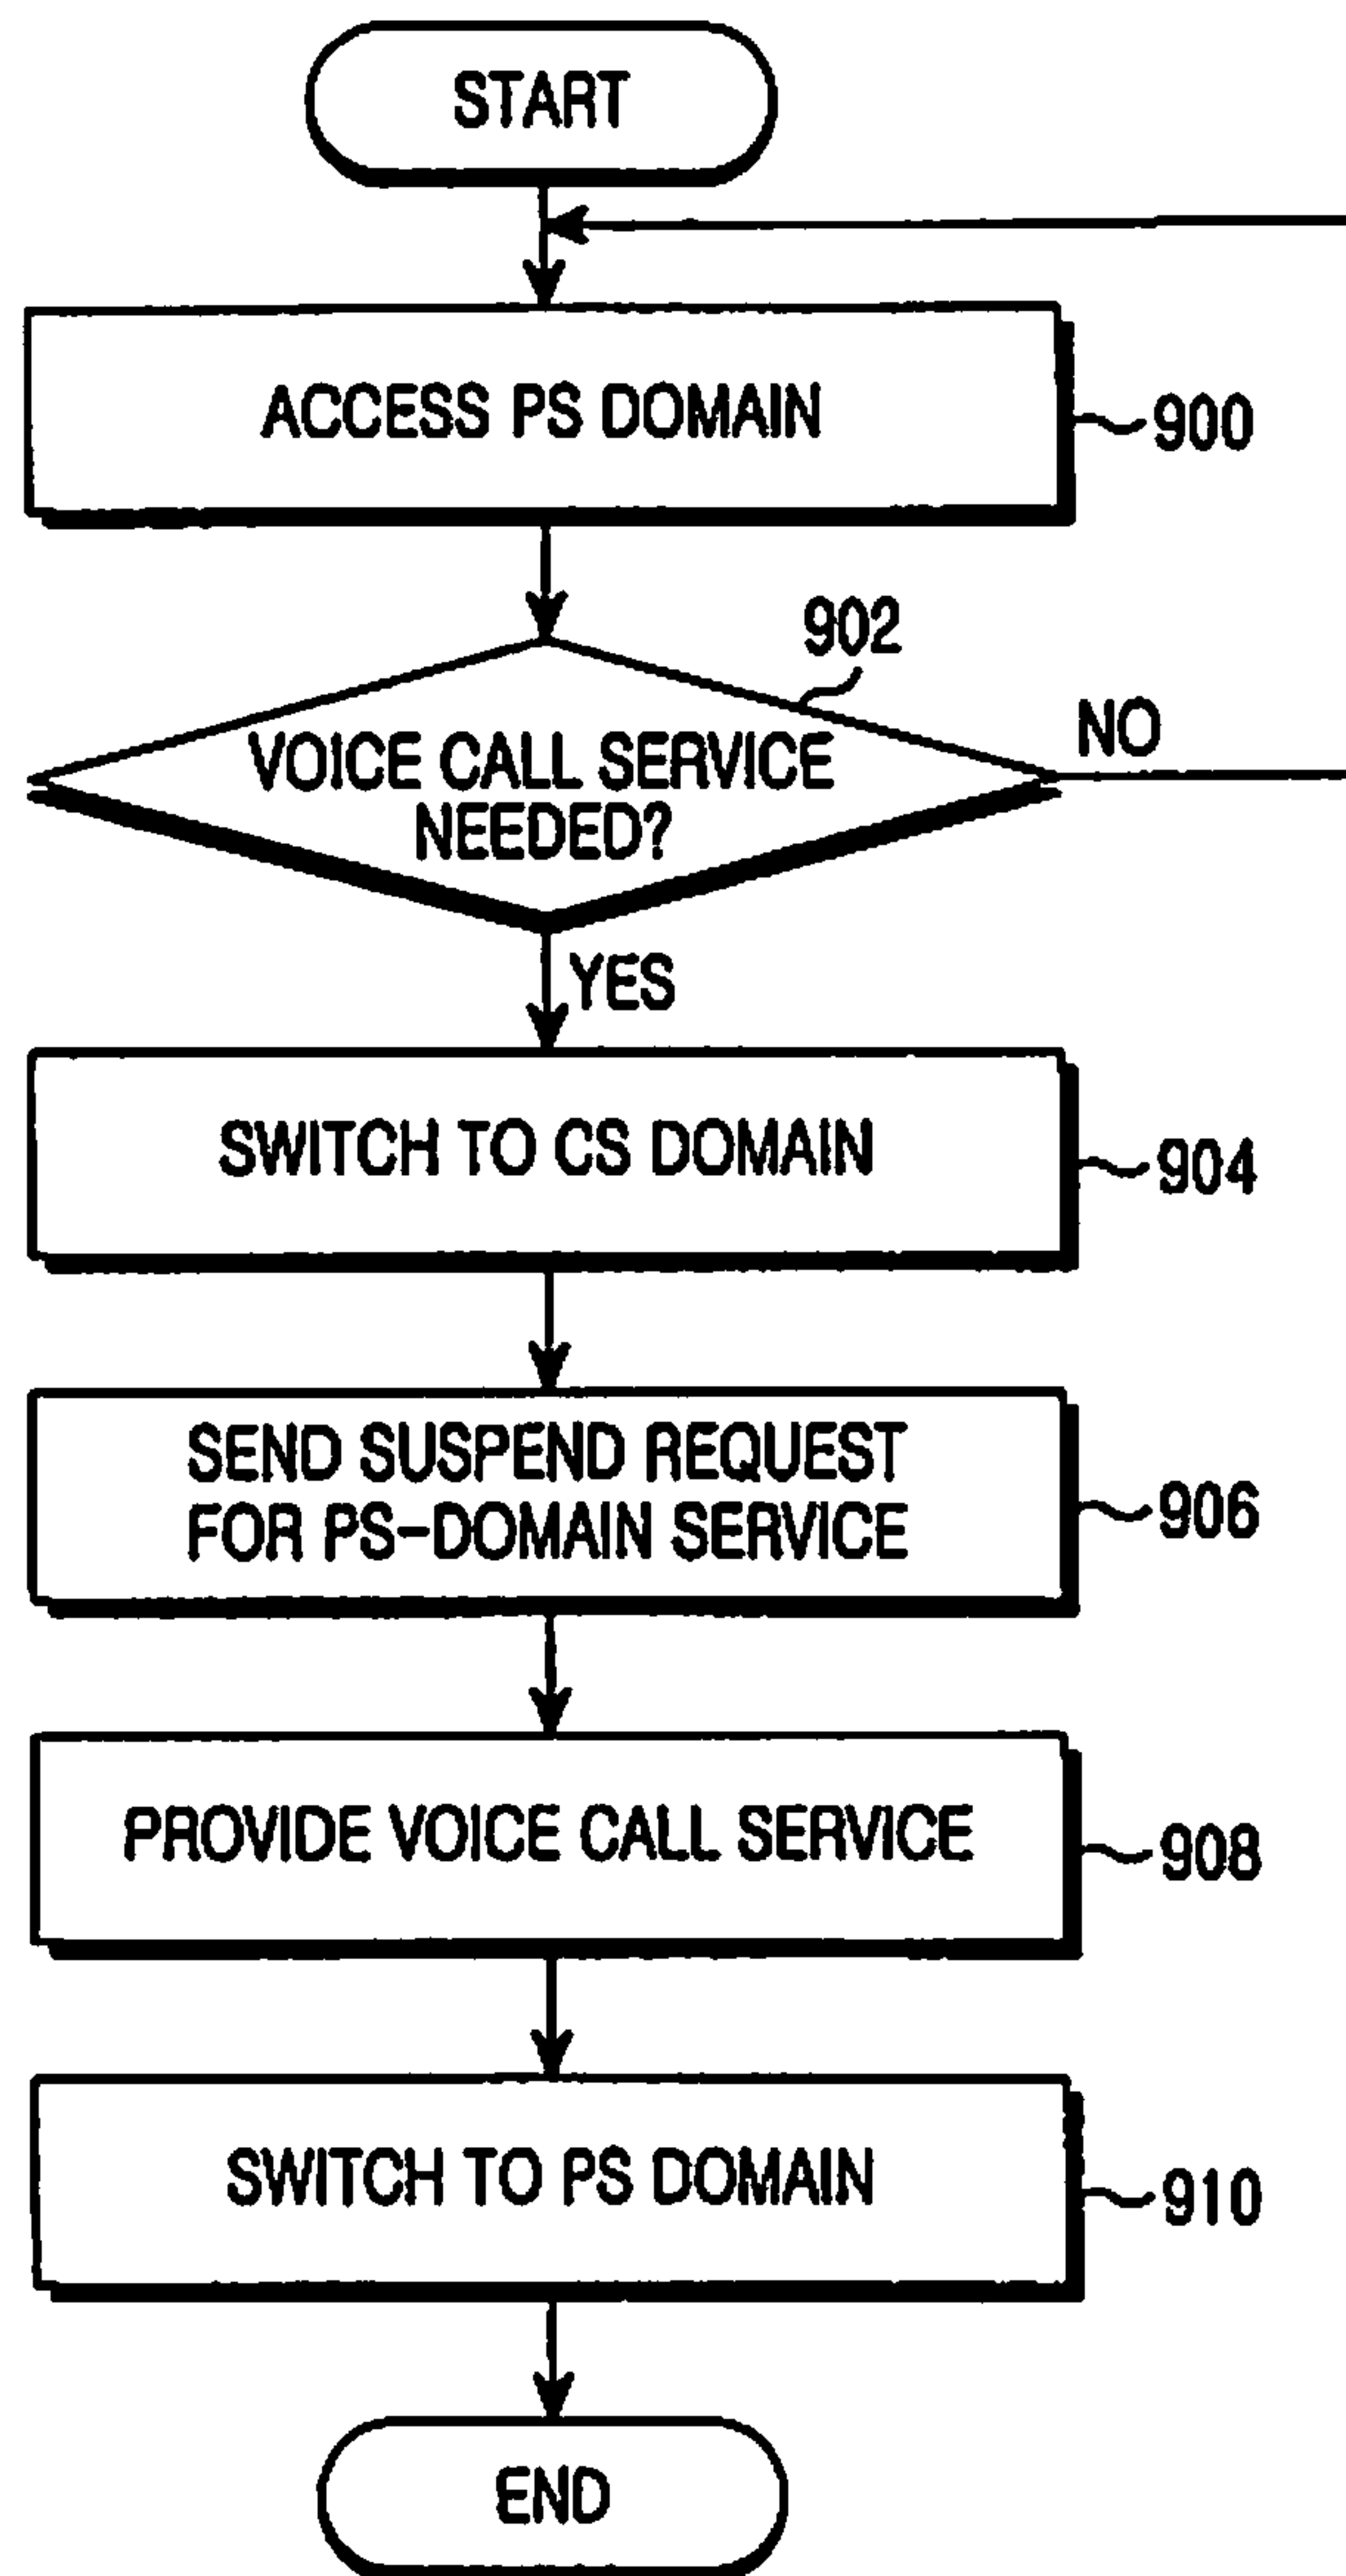 START
ACCESS PS DOMAIN
900
902
VOICE CALL SERVICE
NEEDED?
NO
YES
SWITCH TO CS DOMAIN
904
SEND SUSPEND REQUEST
FOR PS-DOMAIN SERVICE
906
PROVIDE VOICE CALL SERVICE
908
SWITCH TO PS DOMAIN
910
END